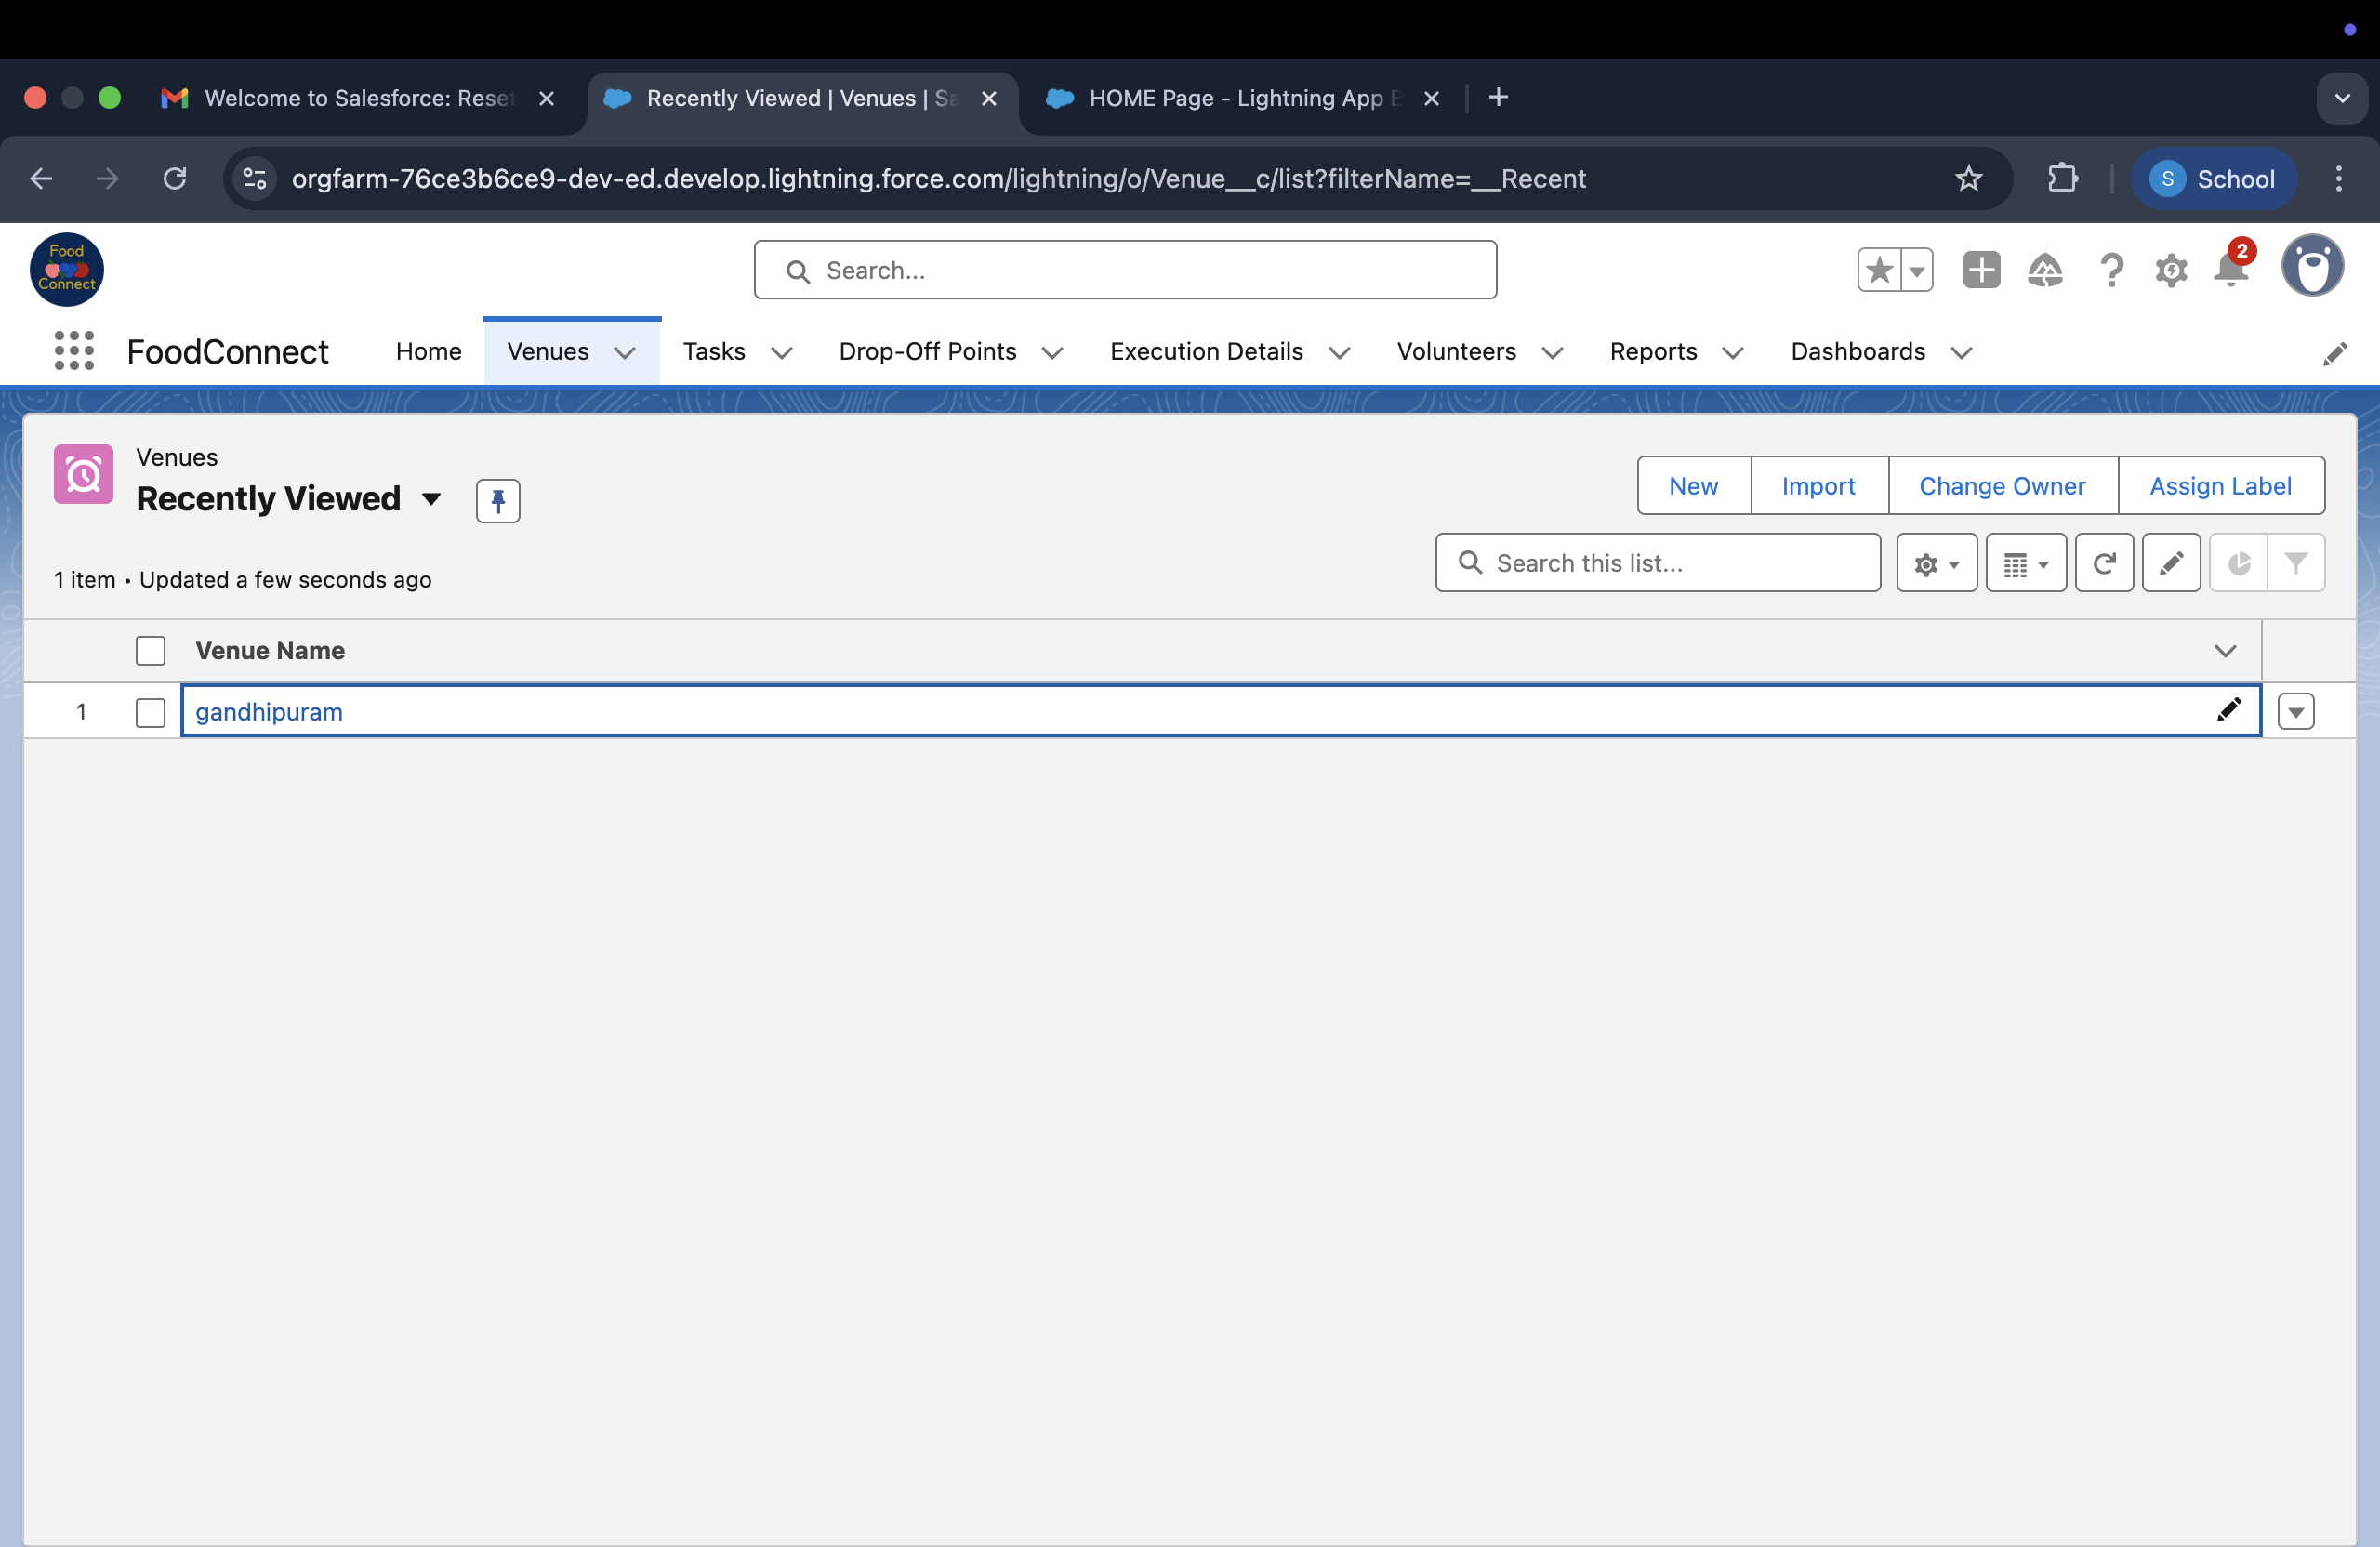 Welcome to Salesforce: Reset
Recently Viewed | Venues | Sa
HOME Page - Lightning App E
orgfarm-76ce3b6ce9-dev-ed.develop.lightning.force.com/lightning/o/Venue__c/list?filterName=__Recent
S School
Food
Connect
Search...
2
FoodConnect Home Venues Tasks Drop-Off Points Execution Details Volunteers Reports Dashboards
Venues
Recently Viewed
New Import Change Owner Assign Label
1 item • Updated a few seconds ago
Search this list...
Venue Name
1 gandhipuram